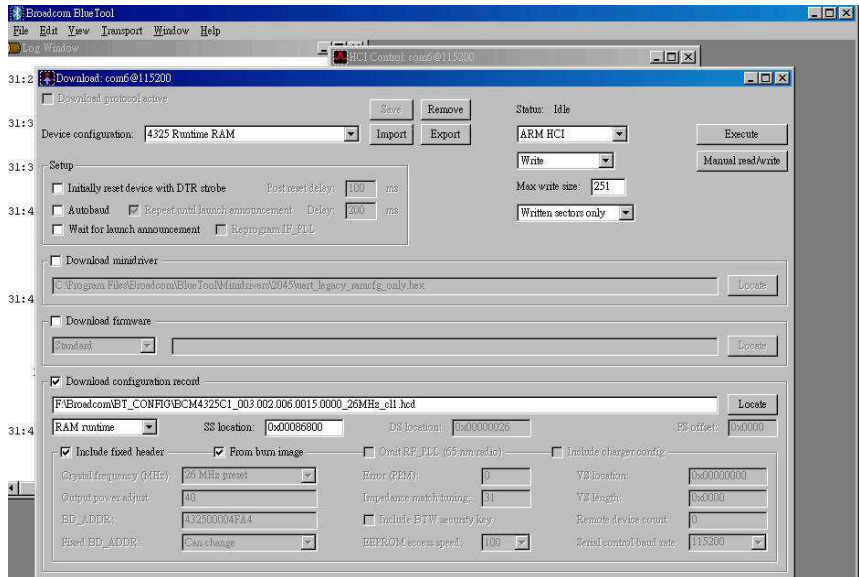 Broadcom BlueTool
File Edit View Transport Window Help
Log Window
HCI Control: com6@115200
31:2
Download: com6@115200
Download protocol active
Save Remove Status: Idle
31:3
Device configuration: 4325 Runtime RAM Import Export ARM HCI Execute
31:3
Setup Write Manual read/write
Initially reset device with DTR strobe Post reset delay: 100 ms Max write size: 251
31:4
Autobaud Repeat until launch announcement Delay: 200 ms Written sectors only
Wait for launch announcement Reprogram IF_PLL
Download minidriver
C:\Program Files\Broadcom\BlueTool\Minidrivers\2045\uart_legacy_ramcfg_only.hex Locate
31:4
Download firmware
Standard Locate
Download configuration record
F:\Broadcom\BT_CONFIG\BCM4325C1_003.002.006.0015.0000_26MHz_cl1.hcd Locate
31:4
RAM runtime SS location: 0x00086800 DS location: 0x00000026 PS offset: 0x0000
Include fixed header From burn image Omit RF_PLL (55 nm radio) Include charger config:
Crystal frequency (MHz): 26 MHz preset Error (PPM): 0 VS location: 0x00000000
Output power adjust: 40 Impedance match tuning: 31 VS length: 0x0000
BD_ADDR: 432500004FA4 Include BTW security key Remote device count: 0
Fixed BD_ADDR: Can change EEPROM access speed: 100 Serial control baud rate: 115200